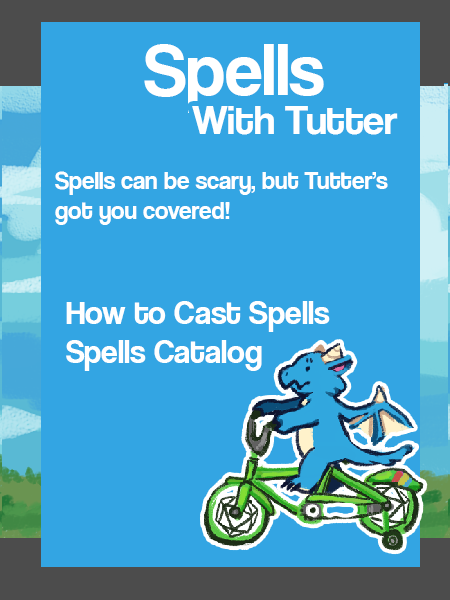 Spells
With Tutter
Spells can be scary, but Tutter's
got you covered!
How to Cast Spells
Spells Catalog